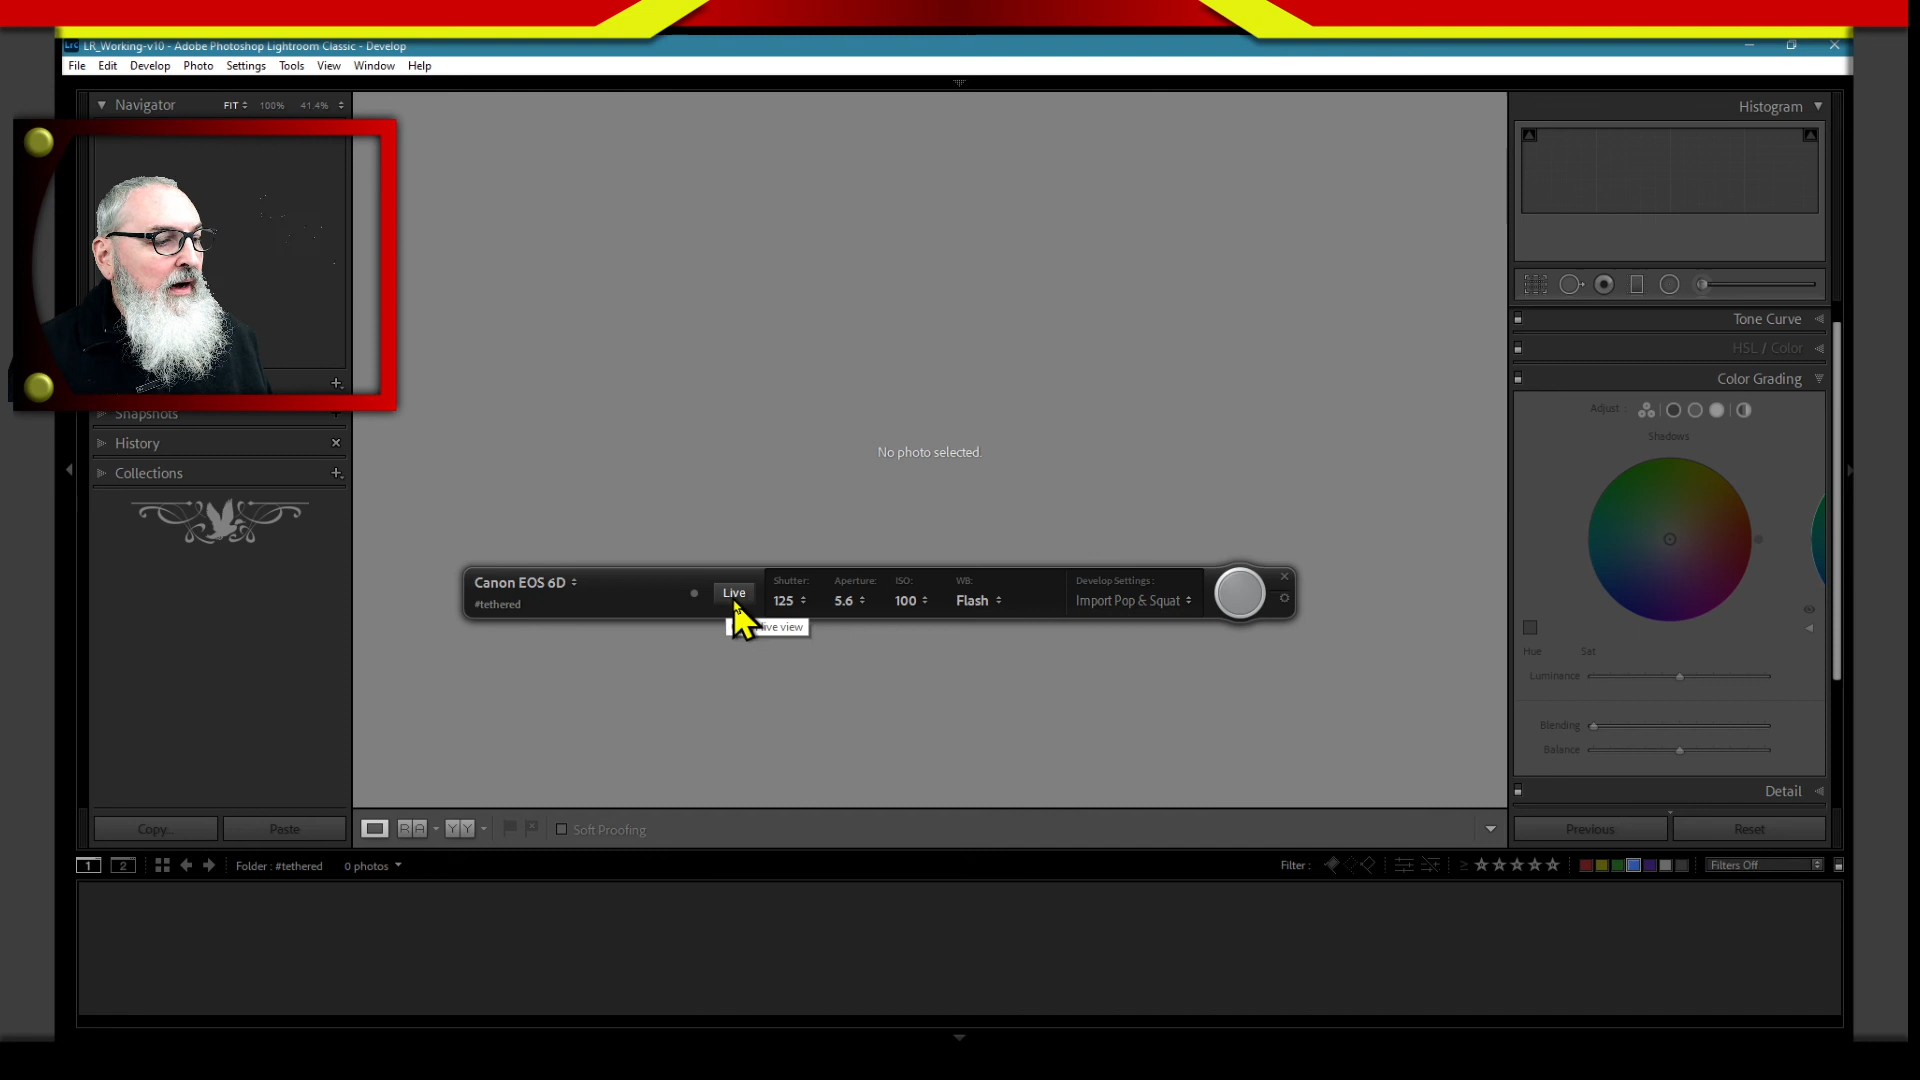 Lrc LR_Working-v10 - Adobe Photoshop Lightroom Classic - Develop
File Edit Develop Photo Settings Tools View Window Help
Navigator FIT 100% 41.4%
Histogram
Tone Curve
HSL / Color
Color Grading
Adjust :
Shadows
Snapshots
History
Collections
No photo selected.
Canon EOS 6D
#tethered
Live
live view
Shutter: Aperture: ISO: WB: Develop Settings :
125 5.6 100 Flash Import Pop & Squat
Hue Sat
Luminance
Blending
Balance
Detail
Copy... Paste
R A Y Y Soft Proofing
Previous Reset
1 2 Folder : #tethered 0 photos Filter : Filters Off